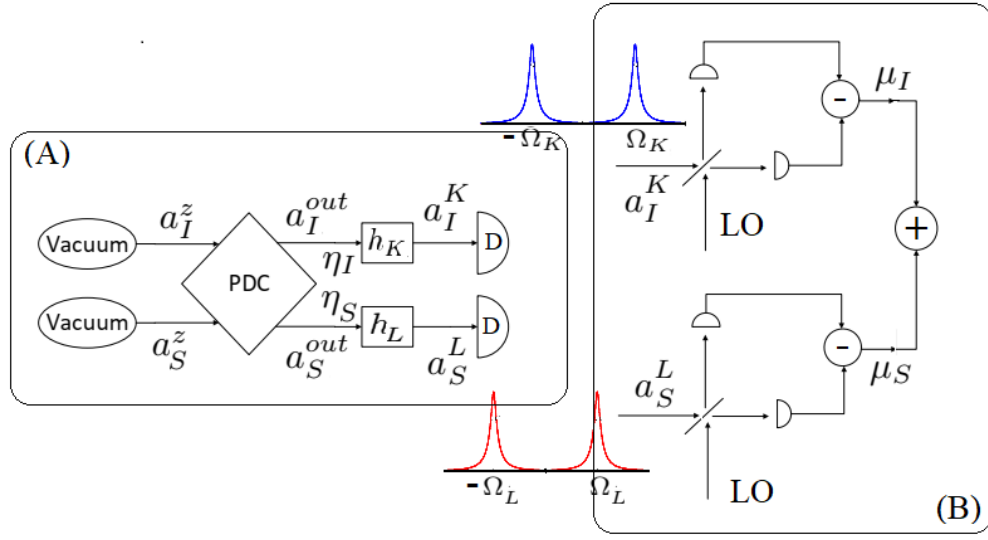 (A)
Vacuum
a_I^z
PDC
a_I^{out}
η_I
h_K
a_I^K
D
Vacuum
a_S^z
η_S
a_S^{out}
h_L
a_S^L
D
-Ω_K
Ω_K
-Ω_L
Ω_L
a_I^K
LO
-
μ_I
+
a_S^L
LO
-
μ_S
(B)